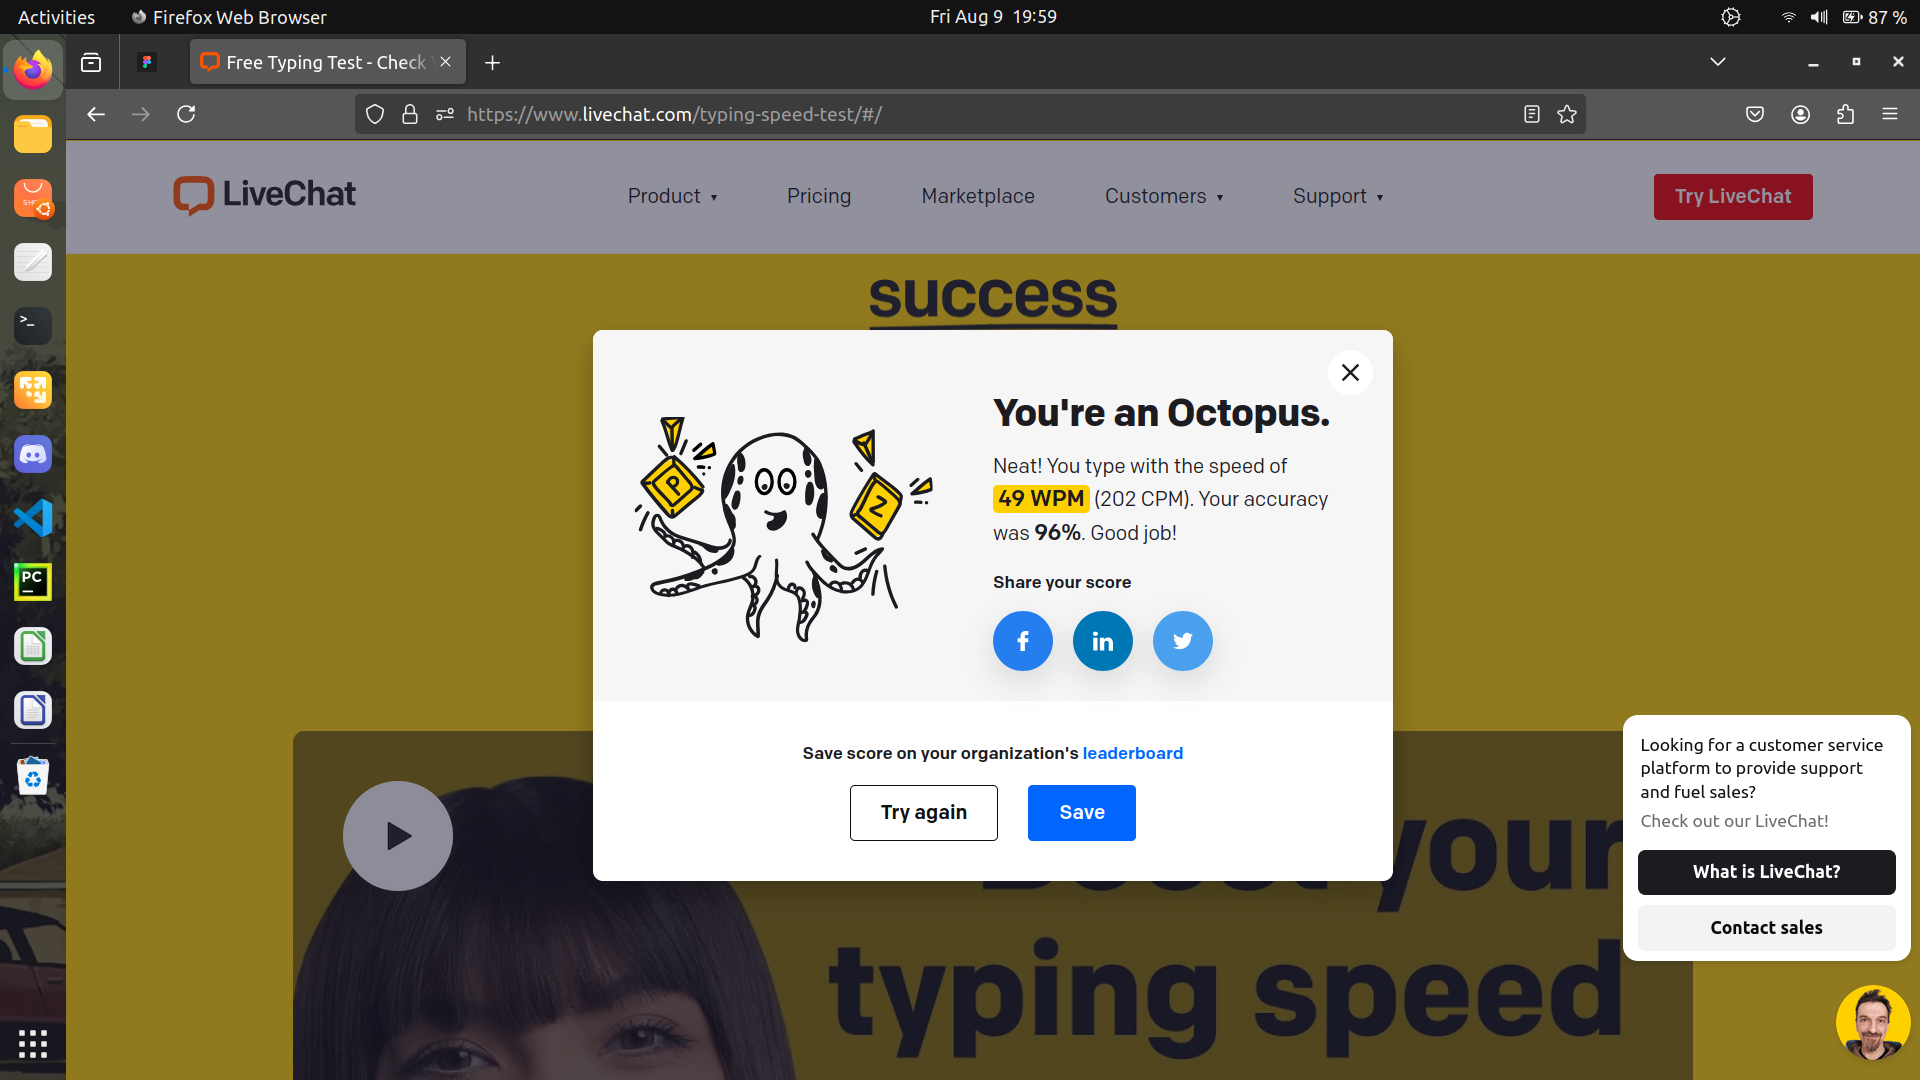 Activities
Firefox Web Browser
Fri Aug 9 19:59
87 %
Free Typing Test - Check
https://www.livechat.com/typing-speed-test/#/
LiveChat
Product
Pricing
Marketplace
Customers
Support
Try LiveChat
success
You're an Octopus.
Neat! You type with the speed of
49 WPM (202 CPM). Your accuracy
was 96%. Good job!
Share your score
P
Z
f
in
Save score on your organization's leaderboard
Try again
Save
Boost your
typing speed
Looking for a customer service
platform to provide support
and fuel sales?
Check out our LiveChat!
What is LiveChat?
Contact sales
>_
PC